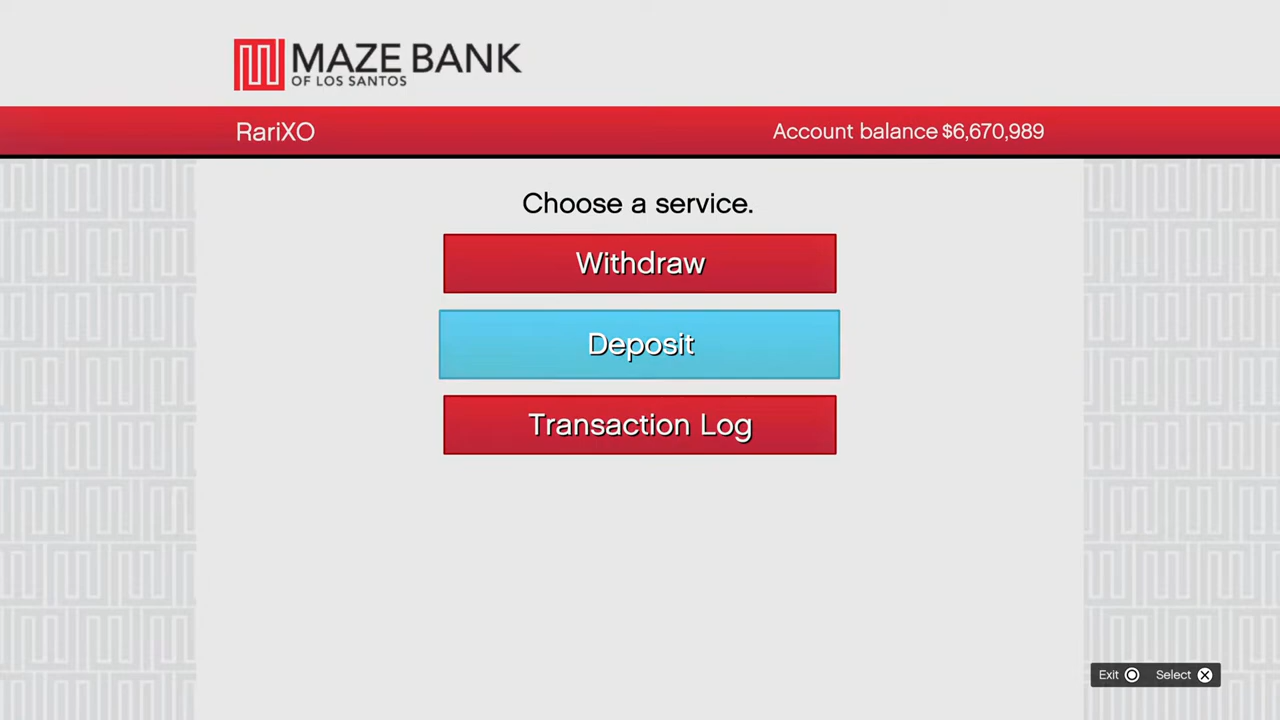 MAZE BANK
OF LOS SANTOS
RariXO
Account balance $6,670,989
Choose a service.
Withdraw
Deposit
Transaction Log
Exit Select